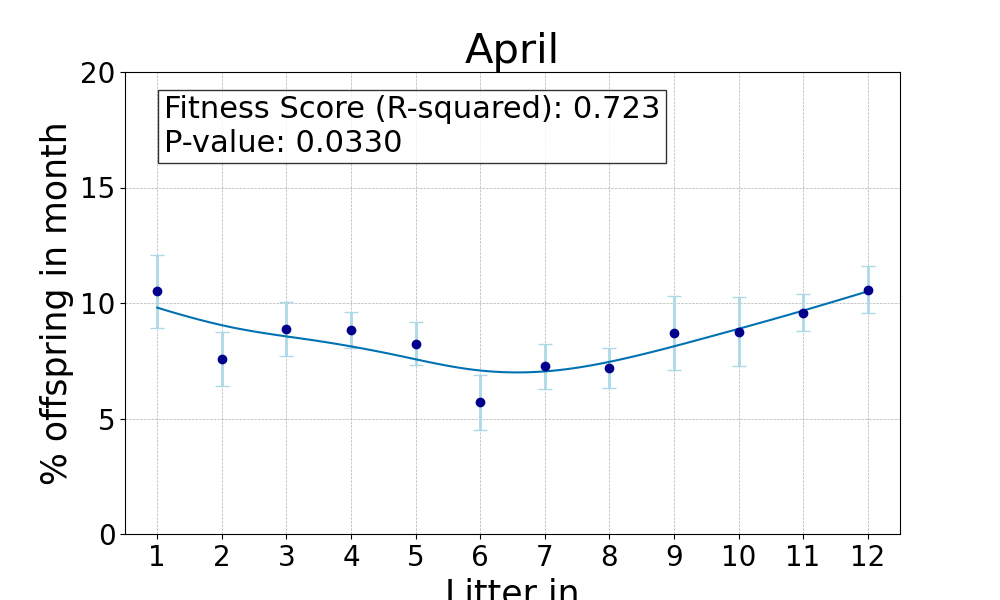 April
Fitness Score (R-squared): 0.723
P-value: 0.0330
% offspring in month
20
15
10
5
0
1 2 3 4 5 6 7 8 9 10 11 12
Litter in